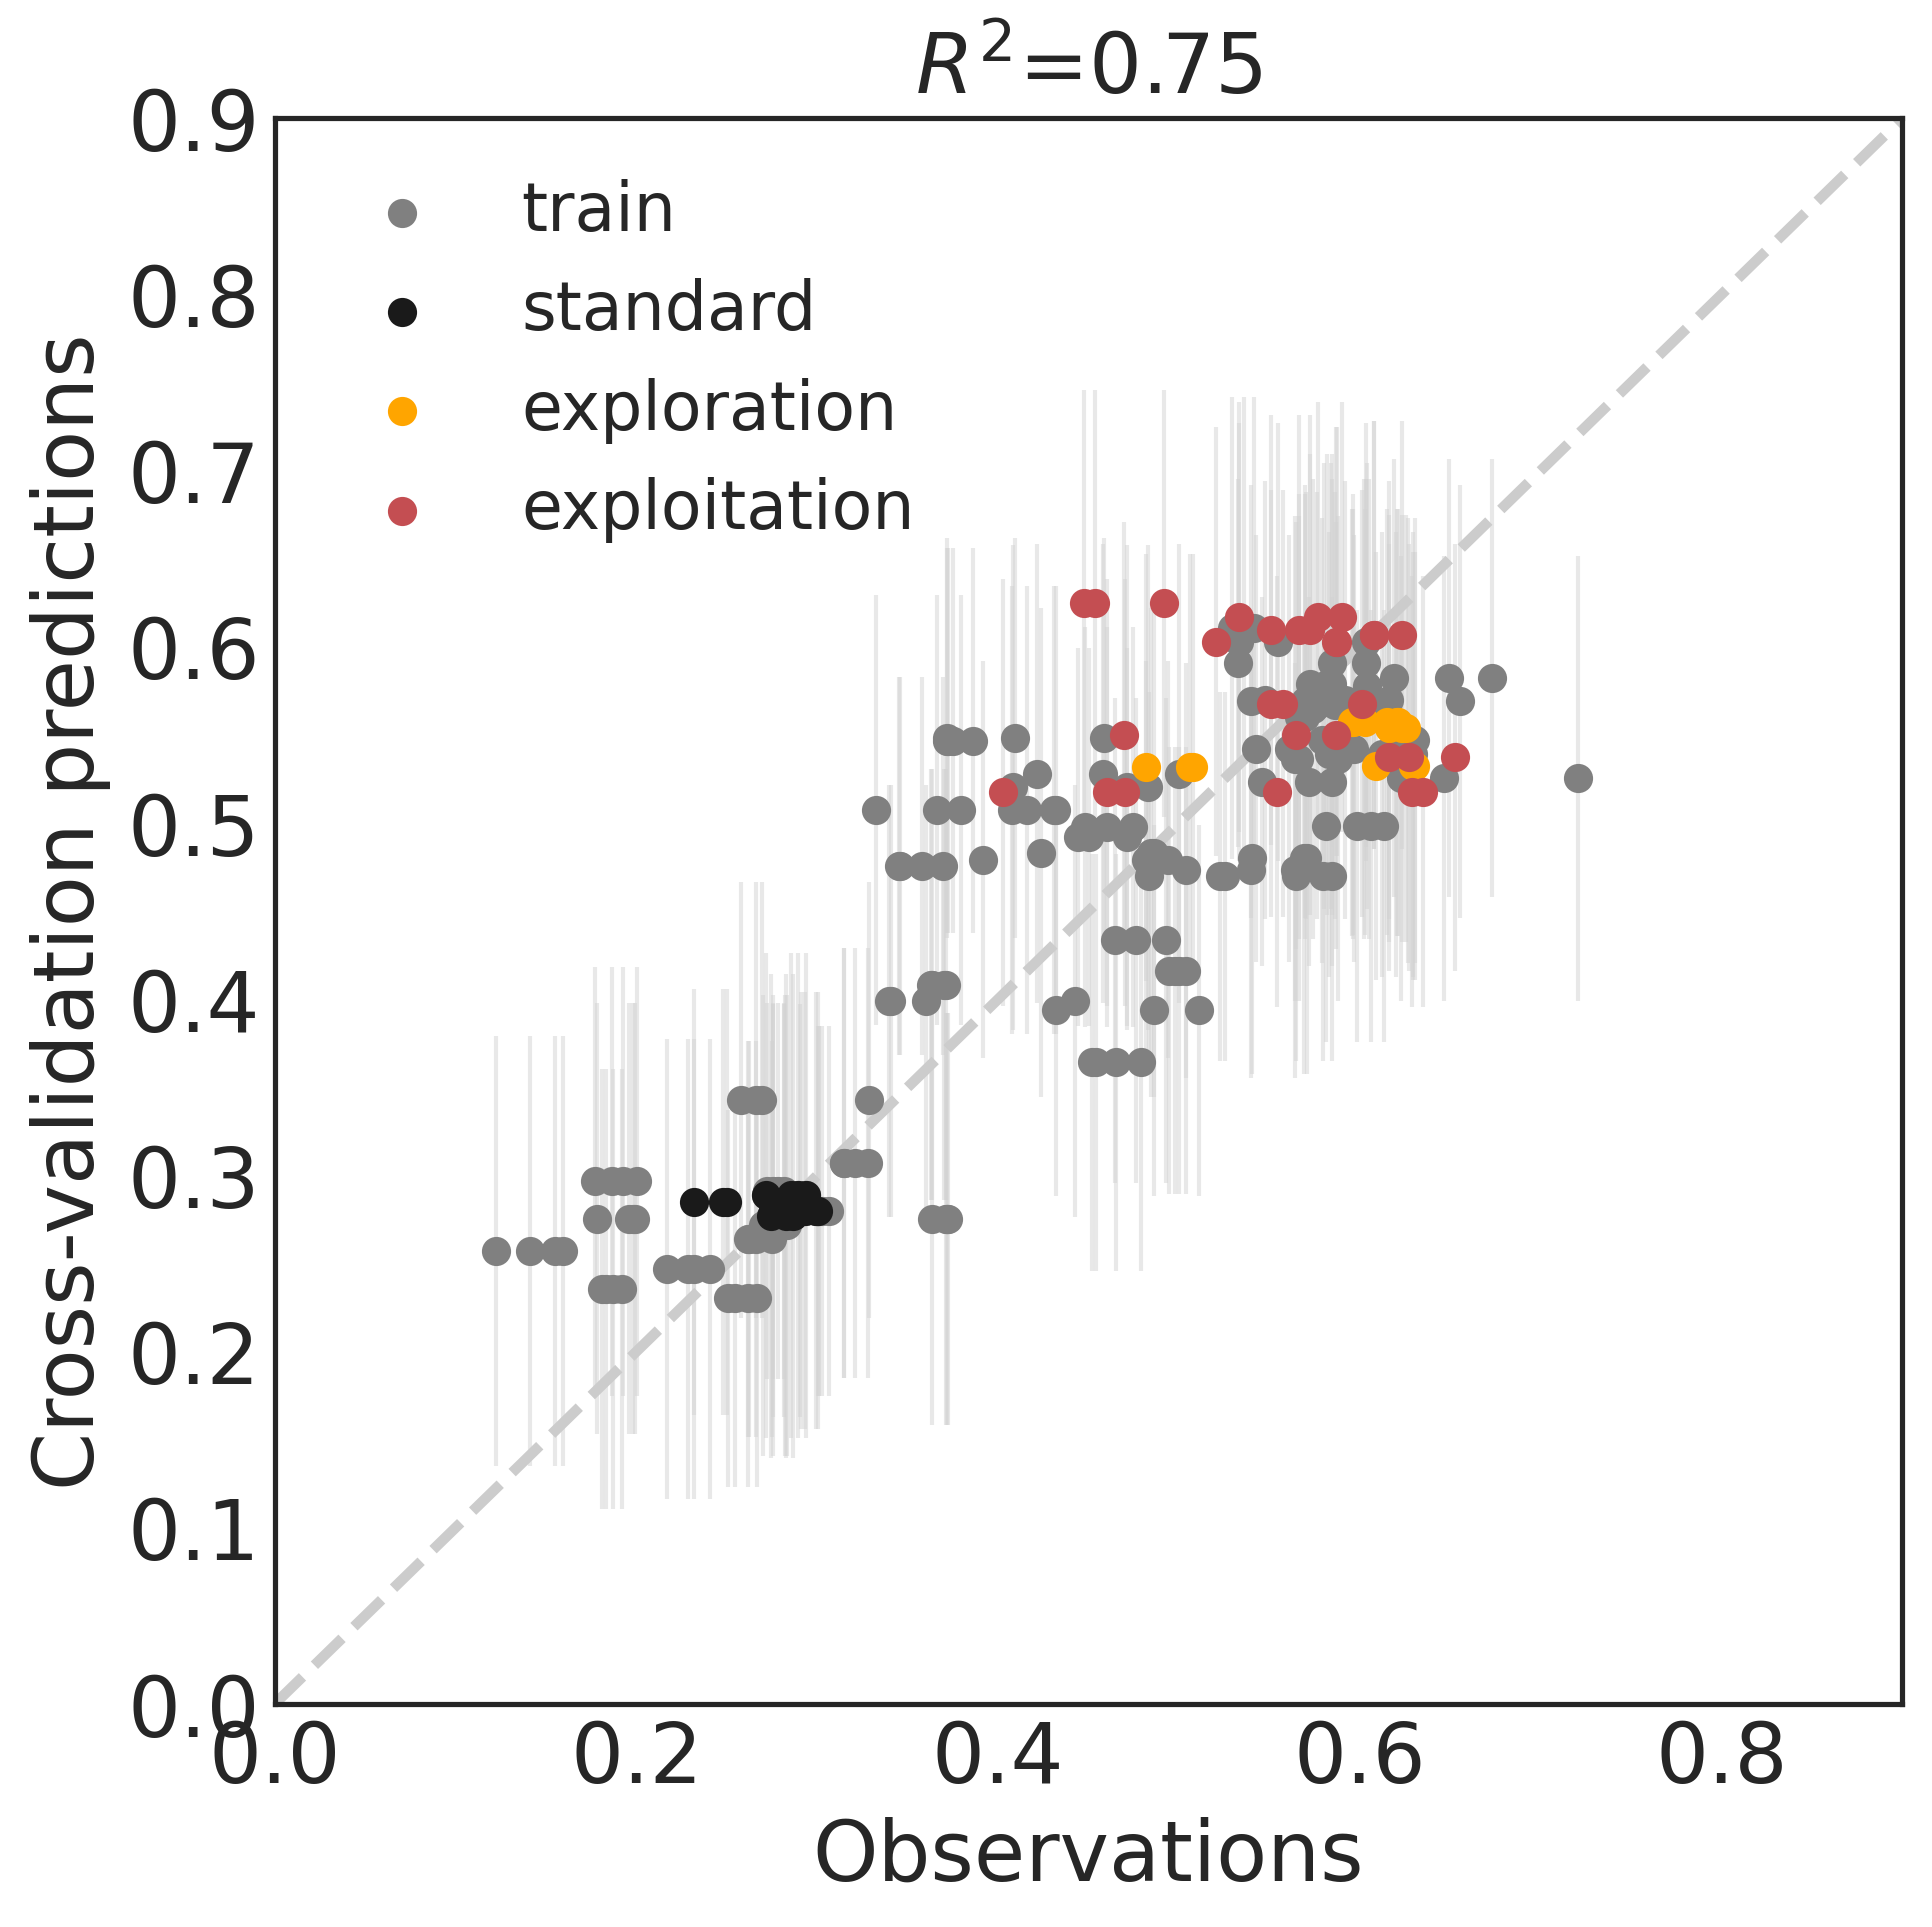 R²=0.75
0.9
0.8
0.7
0.6
0.5
0.4
0.3
0.2
0.1
0.0
Cross-validation predictions
train
standard
exploration
exploitation
0.0 0.2 0.4 0.6 0.8
Observations